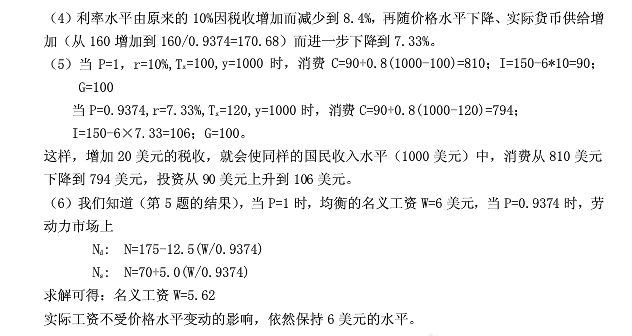 （4）利率水平由原来的 10%因税收增加而减少到 8.4%，再随价格水平下降、实际货币供给增
加（从 160 增加到 160/0.9374=170.68）而进一步下降到 7.33%。
（5）当 P=1，r=10%,Tₓ=100,y=1000 时，消费 C=90+0.8(1000-100)=810；I=150-6*10=90；
G=100
当 P=0.9374,r=7.33%,Tₓ=120,y=1000 时，消费 C=90+0.8(1000-120)=794；
I=150-6×7.33=106；G=100。
这样，增加 20 美元的税收，就会使同样的国民收入水平（1000 美元）中，消费从 810 美元
下降到 794 美元，投资从 90 美元上升到 106 美元。
（6）我们知道（第 5 题的结果），当 P=1 时，均衡的名义工资 W=6 美元，当 P=0.9374 时，劳
动力市场上
Nd: N=175-12.5(W/0.9374)
Nₛ: N=70+5.0(W/0.9374)
求解可得：名义工资 W=5.62
实际工资不受价格水平变动的影响，依然保持 6 美元的水平。